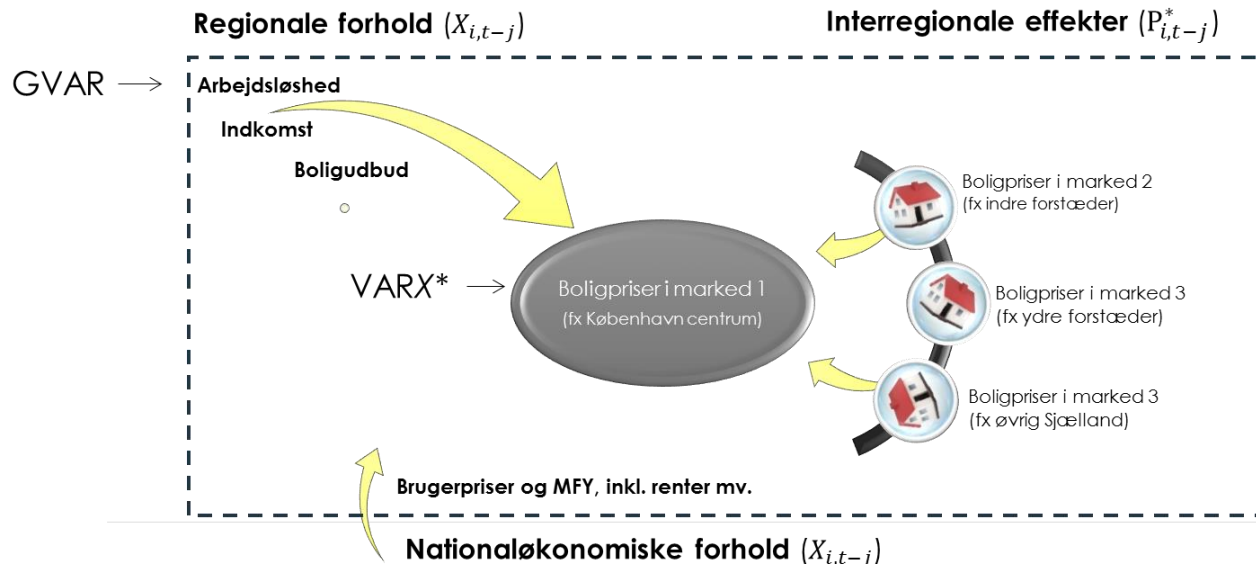 Regionale forhold (X_{i,t−j})
Interregionale effekter (P^*_{i,t−j})
GVAR
Arbejdsløshed
Indkomst
Boligudbud
Boligpriser i marked 2
(fx indre forstæder)
VARX*
Boligpriser i marked 1
(fx København centrum)
Boligpriser i marked 3
(fx ydre forstæder)
Boligpriser i marked 3
(fx øvrig Sjælland)
Brugerpriser og MFY, inkl. renter mv.
Nationaløkonomiske forhold (X_{i,t−j})